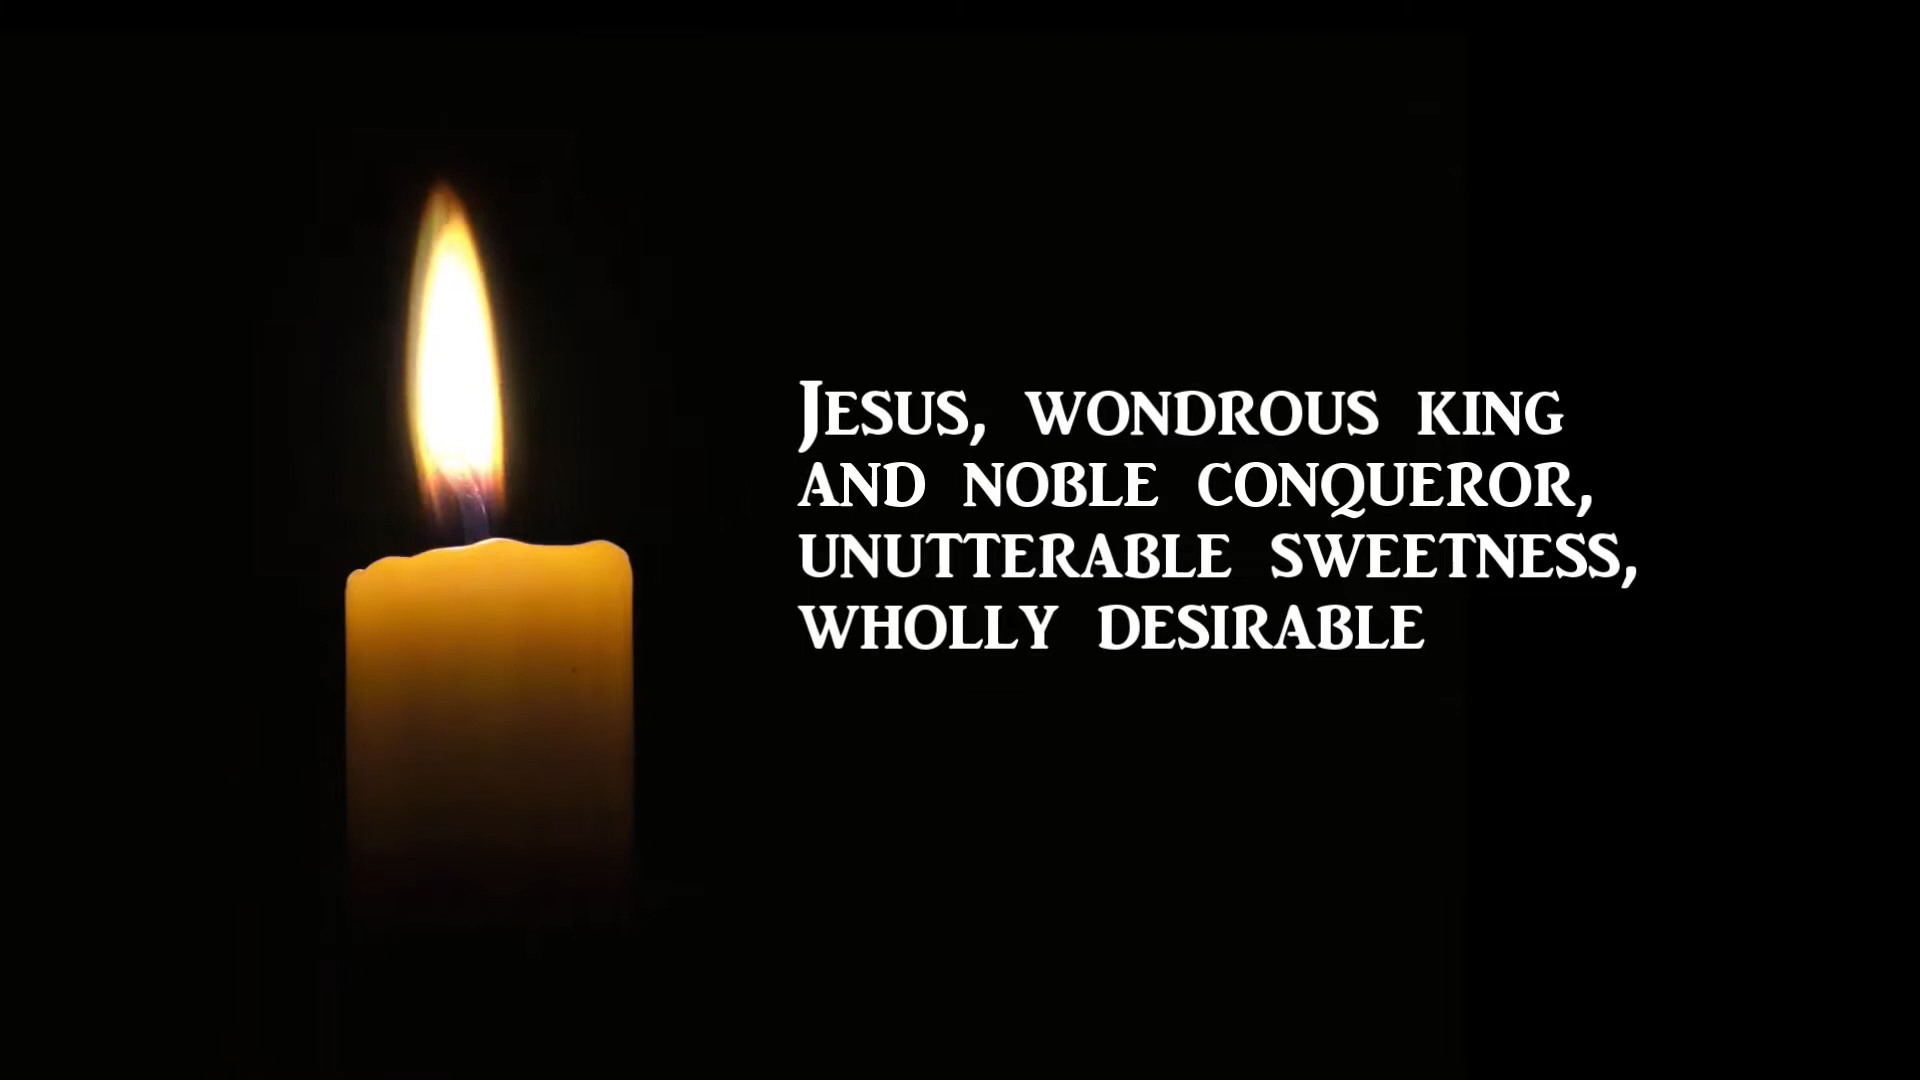 Jesus, wondrous king
and noble conqueror,
unutterable sweetness,
wholly desirable